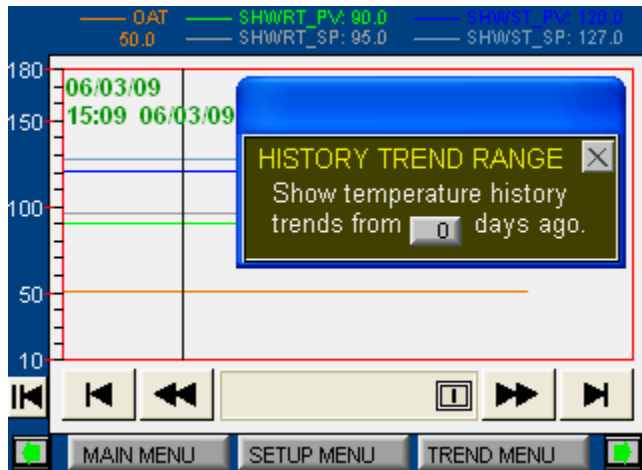 OAT SHWRT_PV: 90.0 SHWST_PV: 120.0
50.0 SHWRT_SP: 95.0 SHWST_SP: 127.0
180
06/03/09
150 15:09 06/03/09
HISTORY TREND RANGE
Show temperature history
100 trends from 0 days ago.
50
10
MAIN MENU SETUP MENU TREND MENU